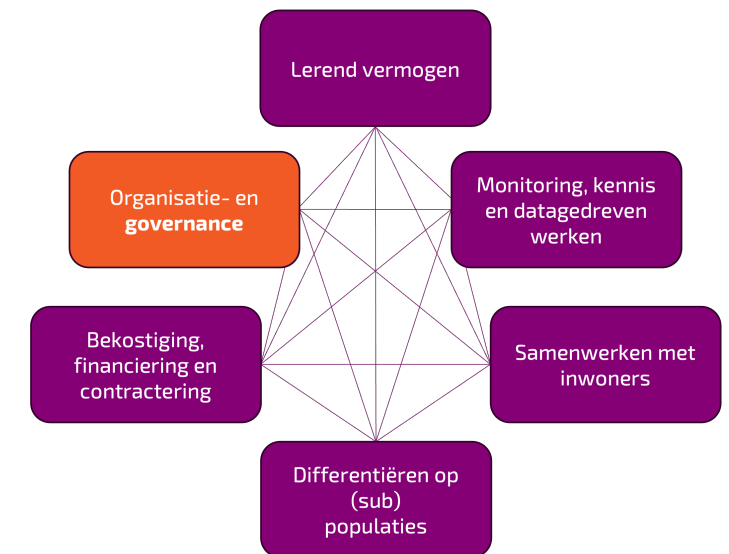 Lerend vermogen
Organisatie- en
governance
Monitoring, kennis
en datagedreven
werken
Bekostiging,
financiering en
contractering
Samenwerken met
inwoners
Differentiëren op
(sub)
populaties